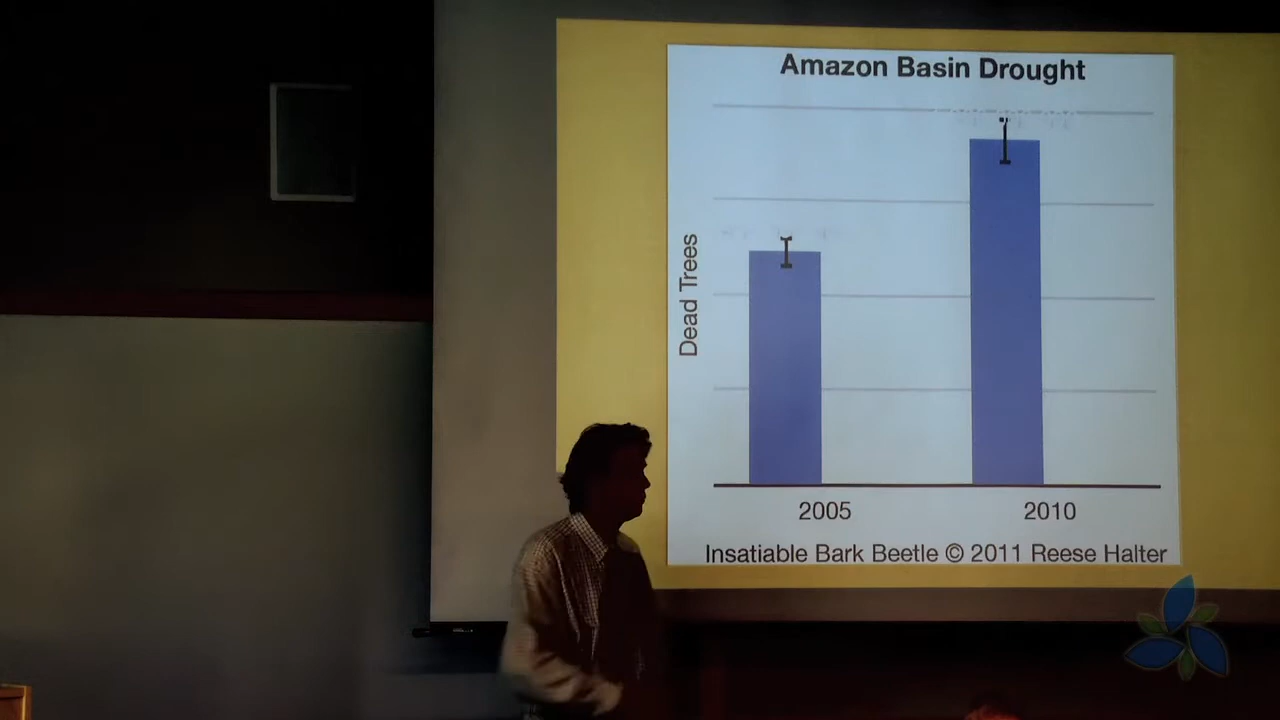 Amazon Basin Drought
Dead Trees
2005
2010
Insatiable Bark Beetle © 2011 Reese Halter